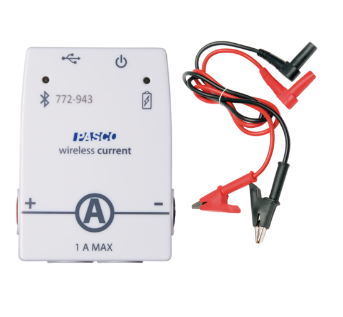 772-943
PASCO
wireless current
+ A -
1 A MAX